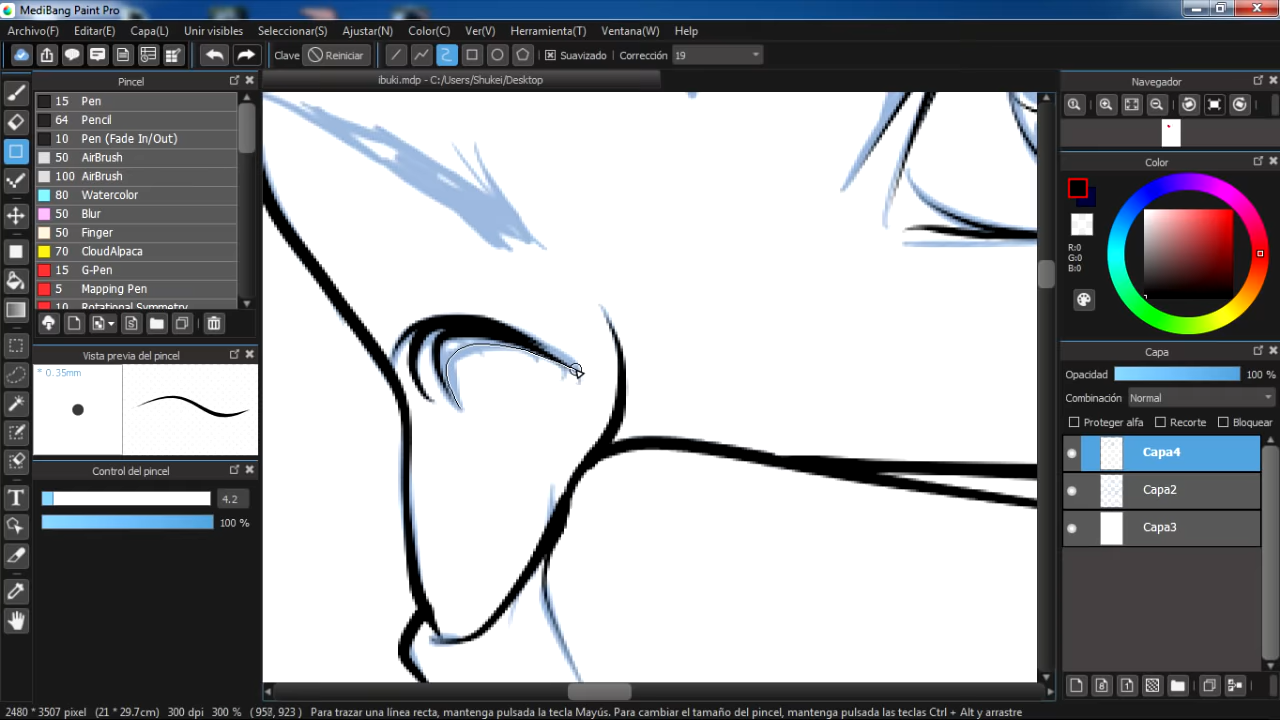 MediBang Paint Pro
Archivo(F) Editar(E) Capa(L) Unir visibles Seleccionar(S) Ajustar(N) Color(C) Ver(V) Herramienta(T) Ventana(W) Help
Clave Reiniciar Suavizado Corrección 19
Pincel
ibuki.mdp - C:/Users/Shukei/Desktop
Navegador
15 Pen
64 Pencil
10 Pen (Fade In/Out)
50 AirBrush
100 AirBrush
80 Watercolor
50 Blur
50 Finger
70 CloudAlpaca
15 G-Pen
5 Mapping Pen
10 Rotational Symmetry
Color
R:0
G:0
B:0
Vista previa del pincel
* 0.35mm
Control del pincel
4.2
100 %
Capa
Opacidad 100 %
Combinación Normal
Proteger alfa Recorte Bloquear
Capa4
Capa2
Capa3
T
2480 * 3507 pixel (21 * 29.7cm) 300 dpi 300 % ( 957, 923 ) Para trazar una línea recta, mantenga pulsada la tecla Mayús. Para cambiar el tamaño del pincel, mantenga pulsada las teclas Ctrl + Alt y arrastre